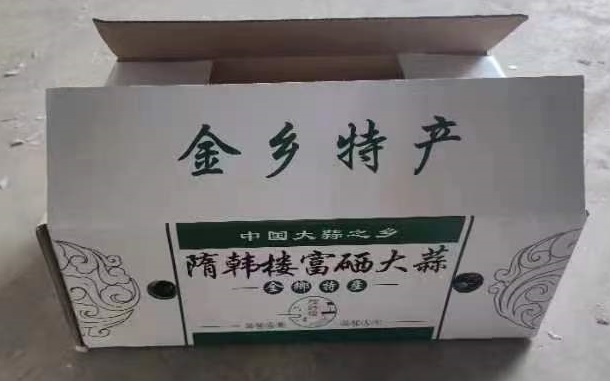 金乡特产
中国大蒜之乡
隋韩楼富硒大蒜
金乡特产